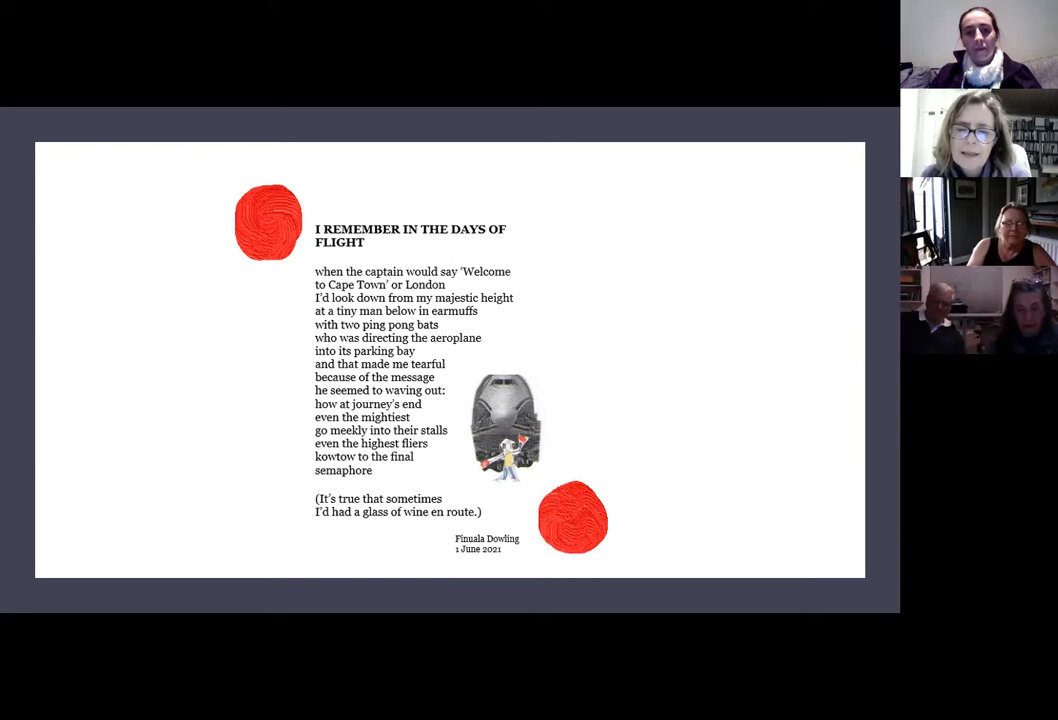 I REMEMBER IN THE DAYS OF
FLIGHT
when the captain would say ‘Welcome
to Cape Town’ or London
I’d look down from my majestic height
at a tiny man below in earmuffs
with two ping pong bats
who was directing the aeroplane
into its parking bay
and that made me tearful
because of the message
he seemed to waving out:
how at journey’s end
even the mightiest
go meekly into their stalls
even the highest fliers
kowtow to the final
semaphore
(It’s true that sometimes
I’d had a glass of wine en route.)
Finuala Dowling
1 June 2021